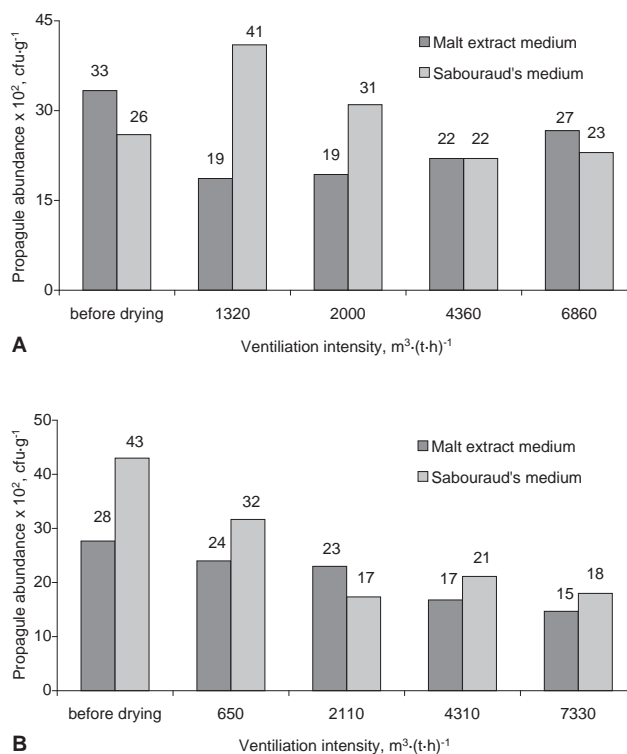 Propagule abundance x 10², cfu·g⁻¹
45
30
15
0
33
26
19
41
19
31
22
22
27
23
Malt extract medium
Sabouraud's medium
before drying 1320 2000 4360 6860
A
Ventiliation intensity, m³·(t·h)⁻¹
Propagule abundance x 10², cfu·g⁻¹
50
40
30
20
10
0
28
43
24
32
23
17
17
21
15
18
Malt extract medium
Sabouraud's medium
before drying 650 2110 4310 7330
B
Ventiliation intensity, m³·(t·h)⁻¹